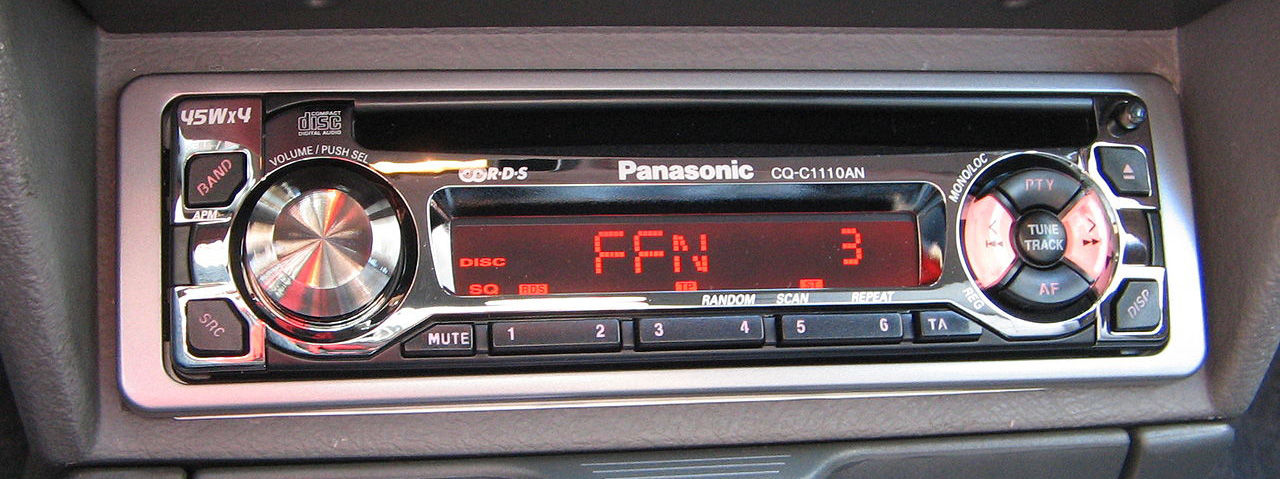 45Wx4
COMPACT
disc
DIGITAL AUDIO
VOLUME / PUSH SEL
BAND
APM
SRC
R·D·S
Panasonic CQ-C1110AN
MONO/LOC
PTY
TUNE
TRACK
AF
REG
DISP
FFN 3
DISC
SQ RDS TP ST
RANDOM SCAN REPEAT
MUTE 1 2 3 4 5 6 TA